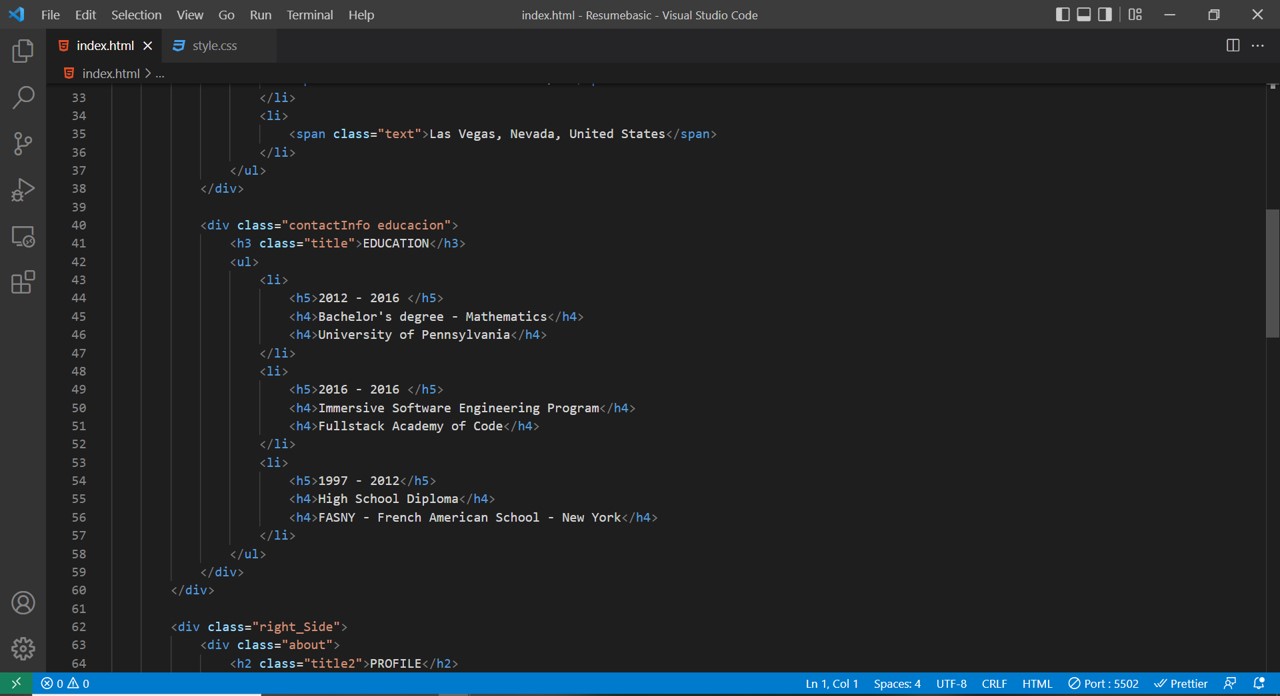 File Edit Selection View Go Run Terminal Help index.html - Resumebasic - Visual Studio Code
index.html style.css
index.html > ...
33 </li>
34 <li>
35 <span class="text">Las Vegas, Nevada, United States</span>
36 </li>
37 </ul>
38 </div>
39
40 <div class="contactInfo educacion">
41 <h3 class="title">EDUCATION</h3>
42 <ul>
43 <li>
44 <h5>2012 - 2016 </h5>
45 <h4>Bachelor's degree - Mathematics</h4>
46 <h4>University of Pennsylvania</h4>
47 </li>
48 <li>
49 <h5>2016 - 2016 </h5>
50 <h4>Immersive Software Engineering Program</h4>
51 <h4>Fullstack Academy of Code</h4>
52 </li>
53 <li>
54 <h5>1997 - 2012</h5>
55 <h4>High School Diploma</h4>
56 <h4>FASNY - French American School - New York</h4>
57 </li>
58 </ul>
59 </div>
60 </div>
61
62 <div class="right_Side">
63 <div class="about">
64 <h2 class="title2">PROFILE</h2>
0 0 Ln 1, Col 1 Spaces: 4 UTF-8 CRLF HTML Port : 5502 Prettier